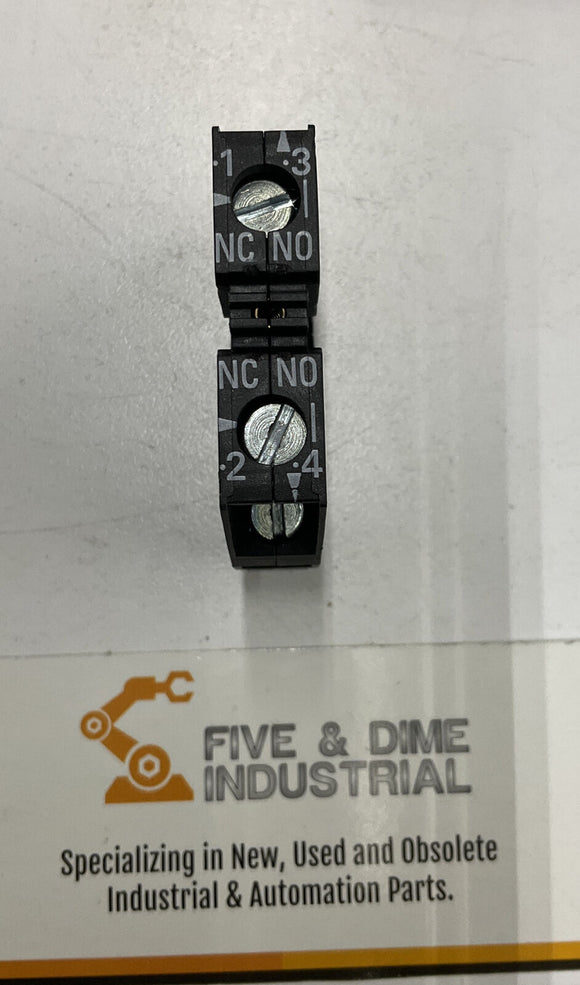 .1 .3
NC NO
NC NO
.2 .4
FIVE & DIME
INDUSTRIAL
Specializing in New, Used and Obsolete
Industrial & Automation Parts.